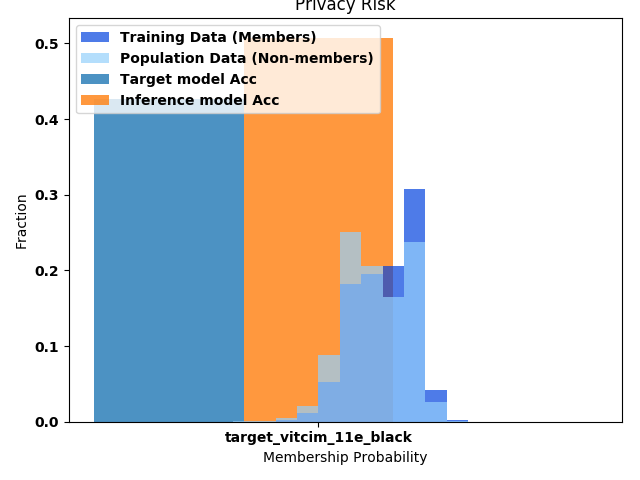 Privacy Risk
Training Data (Members)
Population Data (Non-members)
Target model Acc
Inference model Acc
0.5
0.4
0.3
0.2
0.1
0.0
Fraction
target_vitcim_11e_black
Membership Probability